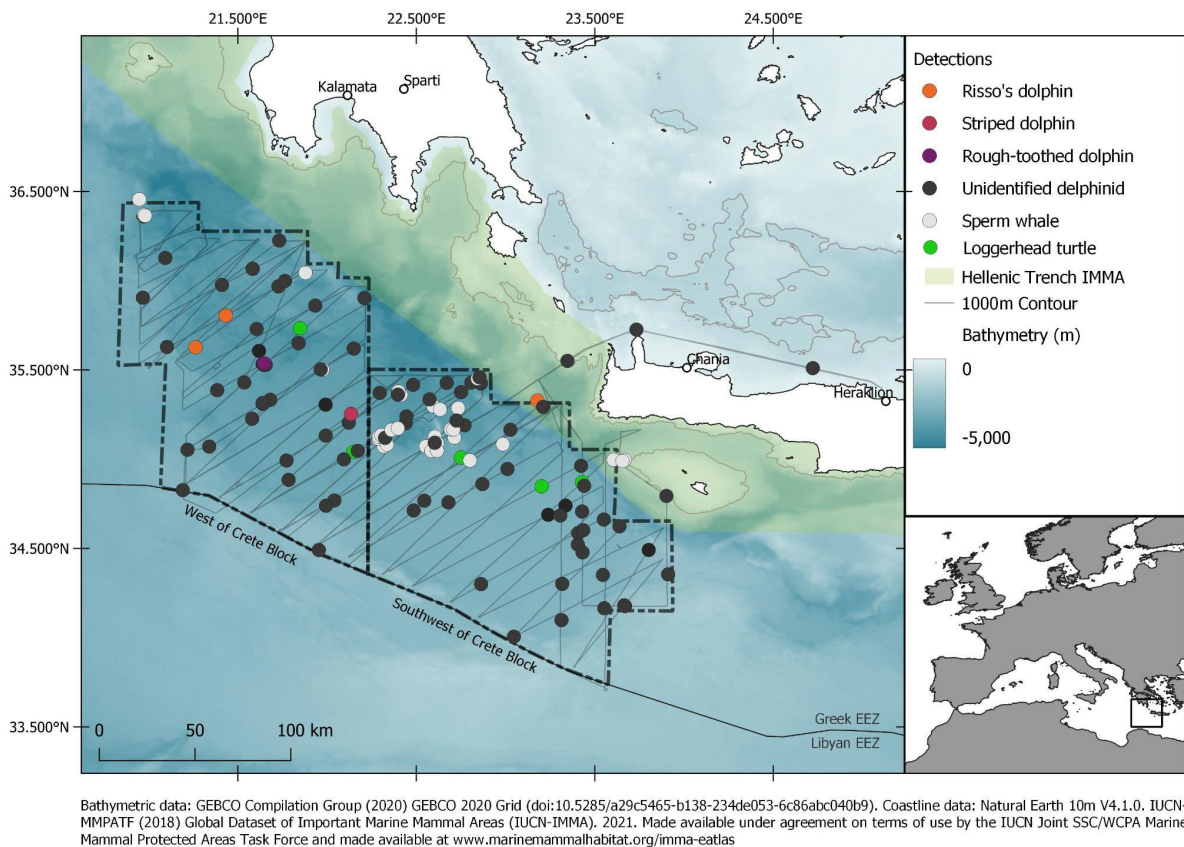 21.500°E 22.500°E 23.500°E 24.500°E
Kalamata
Sparti
36.500°N
35.500°N
34.500°N
33.500°N
Chania
Heraklion
West of Crete Block
Southwest of Crete Block
Greek EEZ
Libyan EEZ
0 50 100 km
Detections
Risso's dolphin
Striped dolphin
Rough-toothed dolphin
Unidentified delphinid
Sperm whale
Loggerhead turtle
Hellenic Trench IMMA
1000m Contour
Bathymetry (m)
0
-5,000
Bathymetric data: GEBCO Compilation Group (2020) GEBCO 2020 Grid (doi:10.5285/a29c5465-b138-234de053-6c86abc040b9). Coastline data: Natural Earth 10m V4.1.0. IUCN-
MMPATF (2018) Global Dataset of Important Marine Mammal Areas (IUCN-IMMA). 2021. Made available under agreement on terms of use by the IUCN Joint SSC/WCPA Marine
Mammal Protected Areas Task Force and made available at www.marinemammalhabitat.org/imma-eatlas